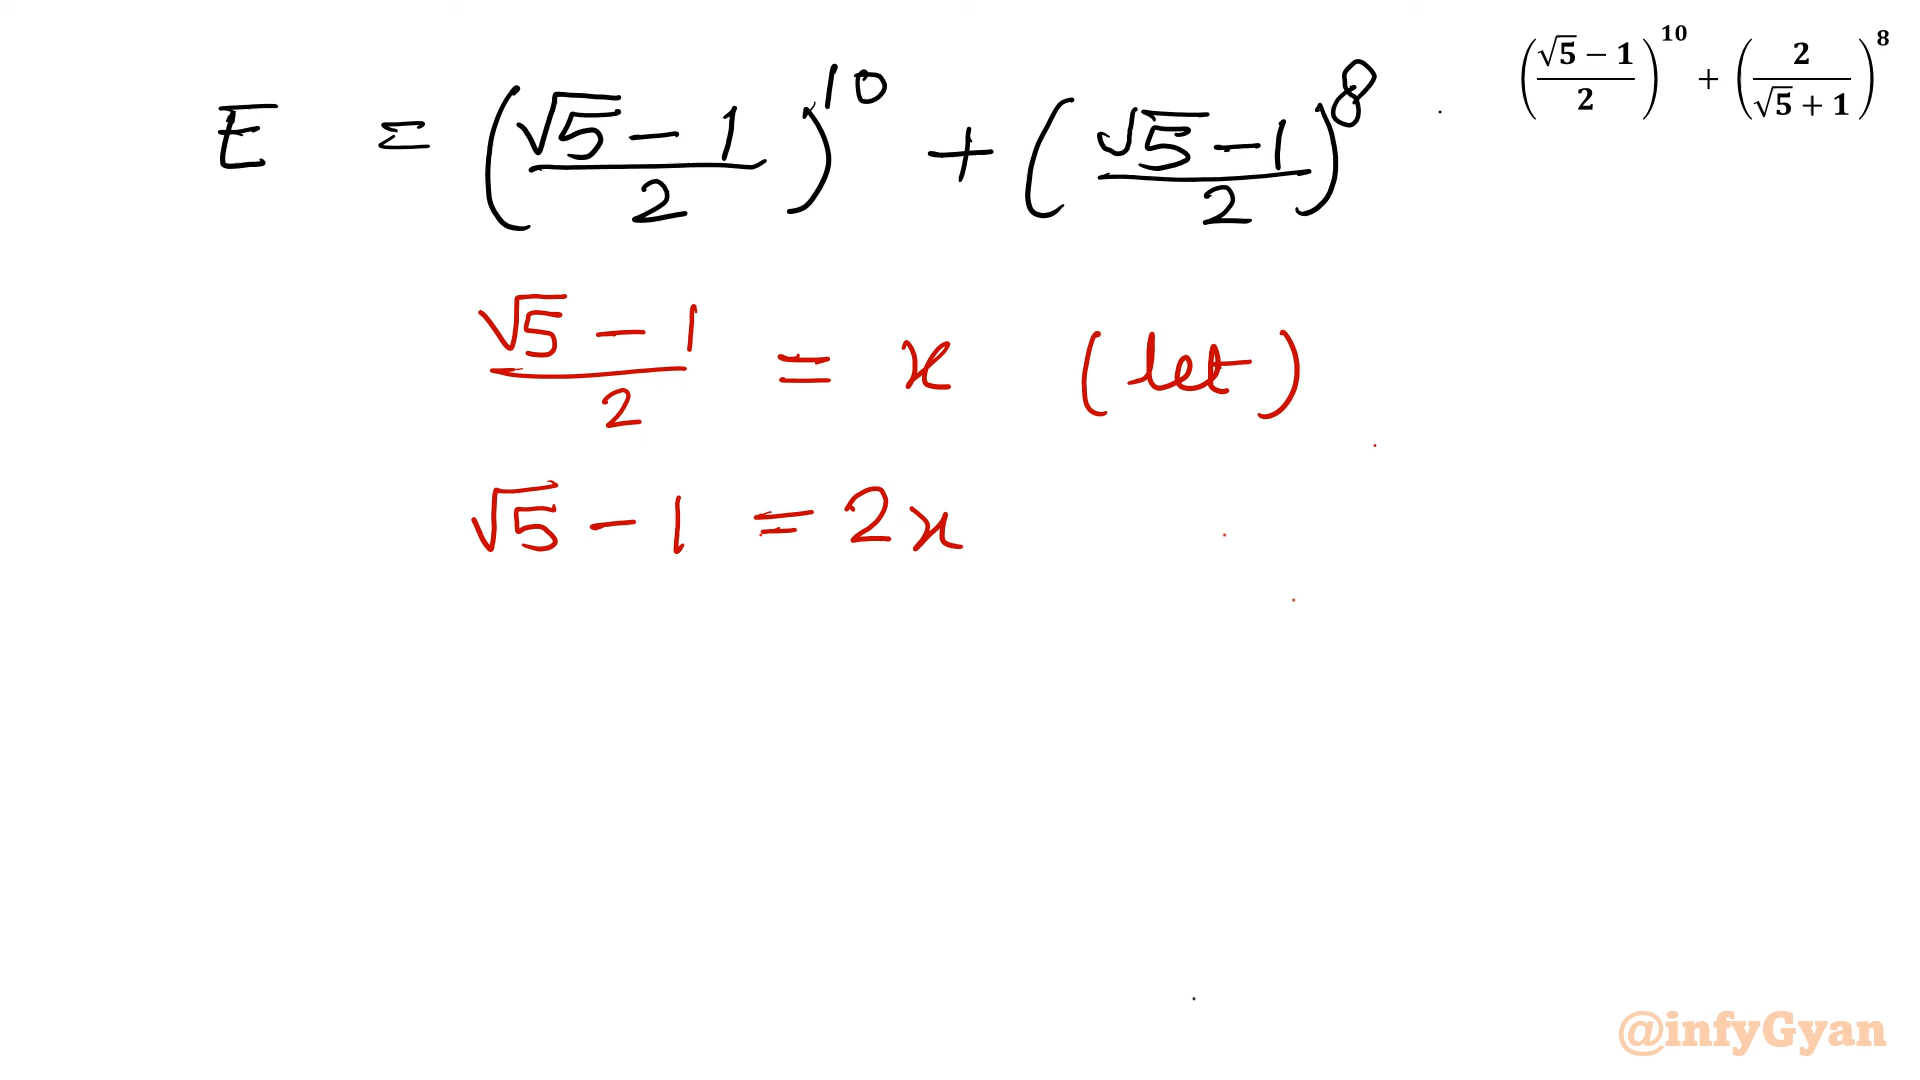 E = ((√5 − 1)/2)^10 + ((√5 − 1)/2)^8
((√5 − 1)/2)^10 + (2/(√5 + 1))^8
(√5 − 1)/2 = x (let)
√5 − 1 = 2x
@infyGyan